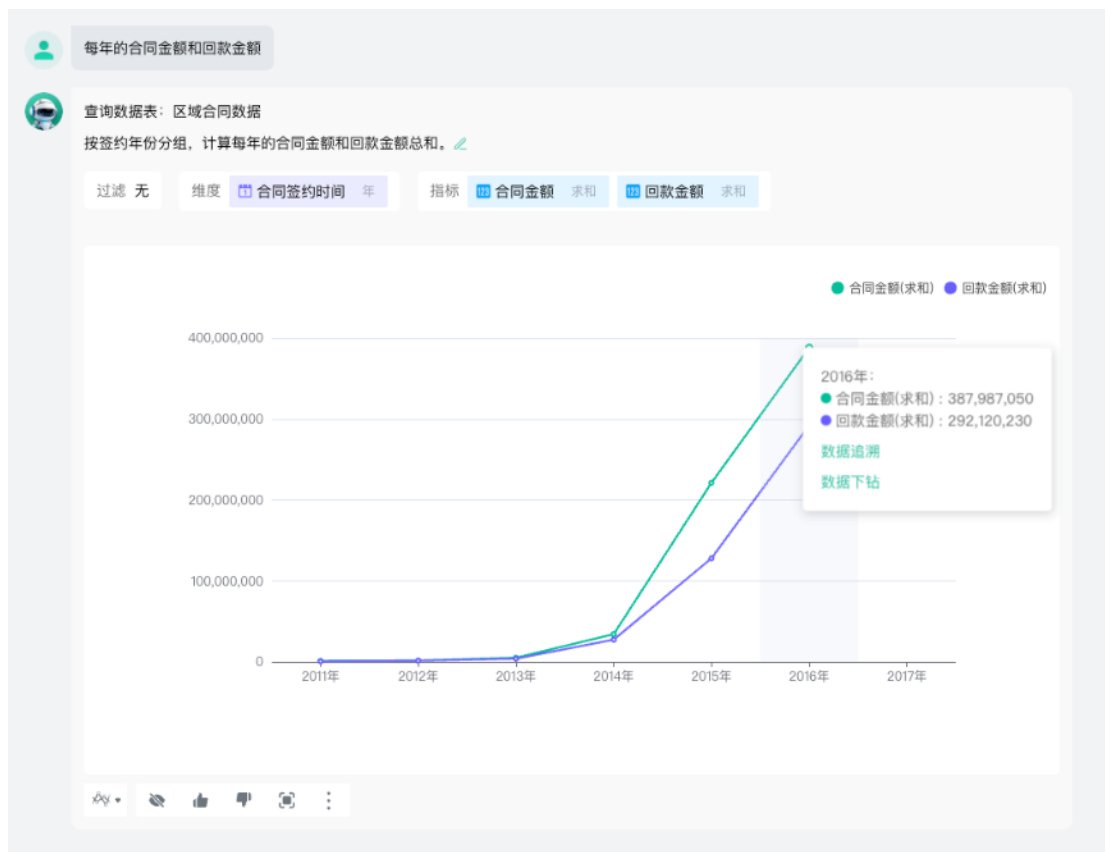 每年的合同金额和回款金额
查询数据表：区域合同数据
按签约年份分组，计算每年的合同金额和回款金额总和。
过滤 无 维度 合同签约时间 年 指标 123 合同金额 求和 123 回款金额 求和
合同金额(求和) 回款金额(求和)
400,000,000
300,000,000
200,000,000
100,000,000
0
2016年：
合同金额(求和) : 387,987,050
回款金额(求和) : 292,120,230
数据追溯
数据下钻
2011年 2012年 2013年 2014年 2015年 2016年 2017年